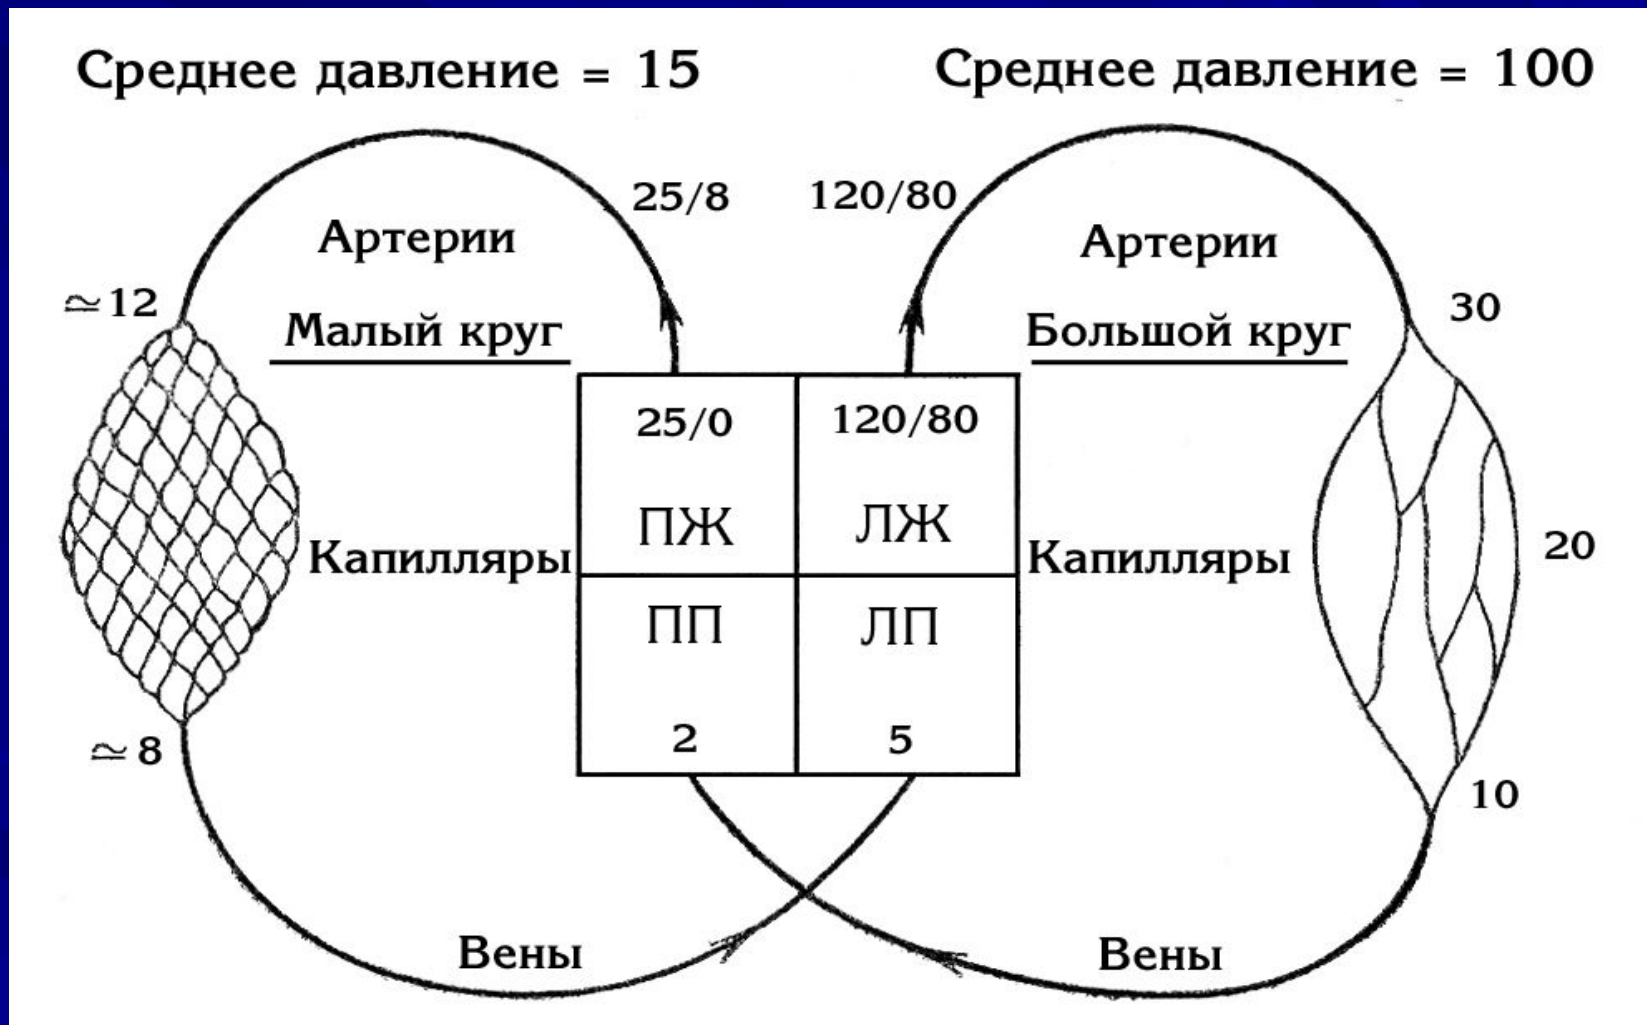 Среднее давление = 15
Среднее давление = 100
25/8
120/80
Артерии
Артерии
≃ 12
30
Малый круг
Большой круг
25/0
120/80
ПЖ
ЛЖ
Капилляры
Капилляры
20
ПП
ЛП
2
5
≃ 8
10
Вены
Вены